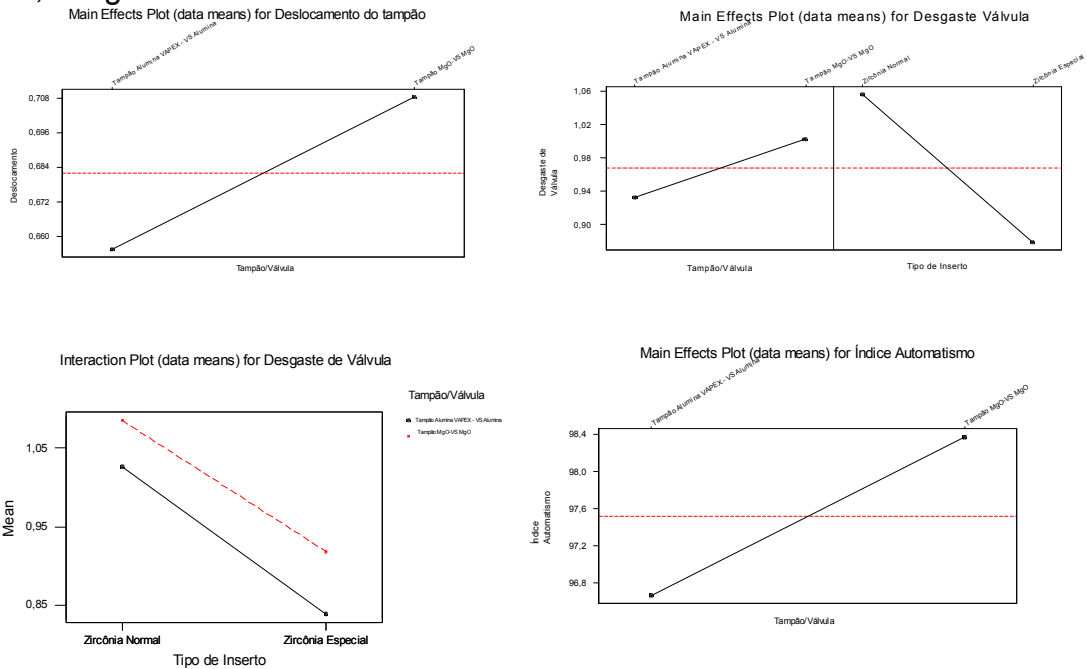 Main Effects Plot (data means) for Deslocamento do tampão
Tampão Alumina VAPEX - VS Alumina
Tampão MgO-VS MgO
0,708
0,696
0,684
0,672
0,660
Deslocamento
Tampão/Válvula
Main Effects Plot (data means) for Desgaste Válvula
Tampão Alumina VAPEX - VS Alumina
Tampão MgO-VS MgO
Zircônia Normal
Zircônia Especial
1,06
1,02
0,98
0,94
0,90
Desgaste de
Válvula
Tampão/Válvula
Tipo de Inserto
Interaction Plot (data means) for Desgaste de Válvula
Tampão/Válvula
Tampão Alumina VAPEX - VS Alumina
Tampão MgO-VS MgO
1,05
0,95
0,85
Mean
Zircônia Normal
Zircônia Especial
Tipo de Inserto
Main Effects Plot (data means) for Índice Automatismo
Tampão Alumina VAPEX - VS Alumina
Tampão MgO-VS MgO
98,4
98,0
97,6
97,2
96,8
Índice
Automatismo
Tampão/Válvula